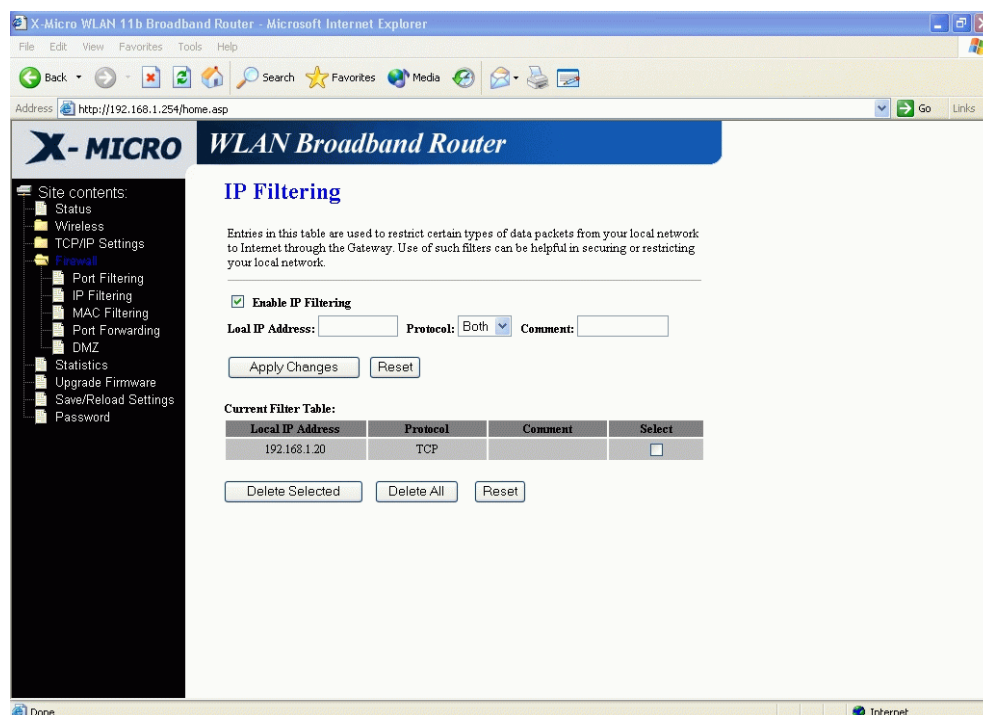 X-Micro WLAN 11b Broadband Router - Microsoft Internet Explorer
File Edit View Favorites Tools Help
Back Search Favorites Media
Address http://192.168.1.254/home.asp Go Links
X-MICRO WLAN Broadband Router
Site contents:
Status
Wireless
TCP/IP Settings
Firewall
Port Filtering
IP Filtering
MAC Filtering
Port Forwarding
DMZ
Statistics
Upgrade Firmware
Save/Reload Settings
Password
IP Filtering
Entries in this table are used to restrict certain types of data packets from your local network
to Internet through the Gateway. Use of such filters can be helpful in securing or restricting
your local network.
Enable IP Filtering
Loal IP Address: Protocol: Both Comment:
Apply Changes Reset
Current Filter Table:
Local IP Address Protocol Comment Select
192.168.1.20 TCP
Delete Selected Delete All Reset
Done Internet